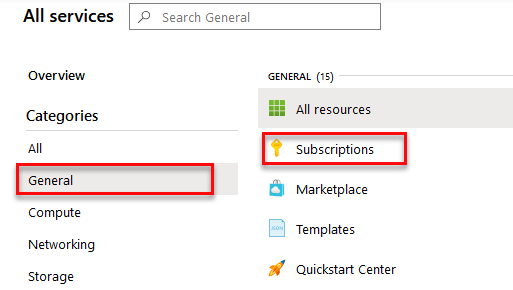 All services
Search General
Overview
Categories
All
General
Compute
Networking
Storage
GENERAL (15)
All resources
Subscriptions
Marketplace
JSON
Templates
Quickstart Center